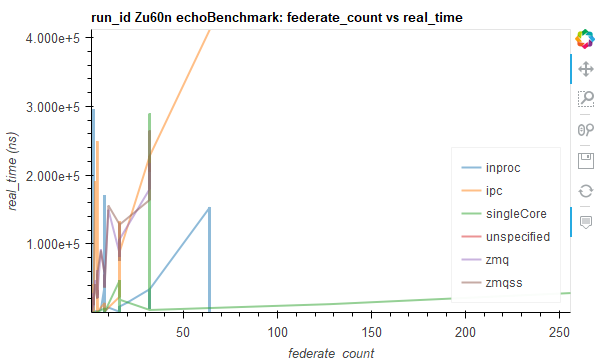 run_id Zu60n echoBenchmark: federate_count vs real_time
4.000e+5
3.000e+5
2.000e+5
1.000e+5
real_time (ns)
inproc
ipc
singleCore
unspecified
zmq
zmqss
50 100 150 200 250
federate_count